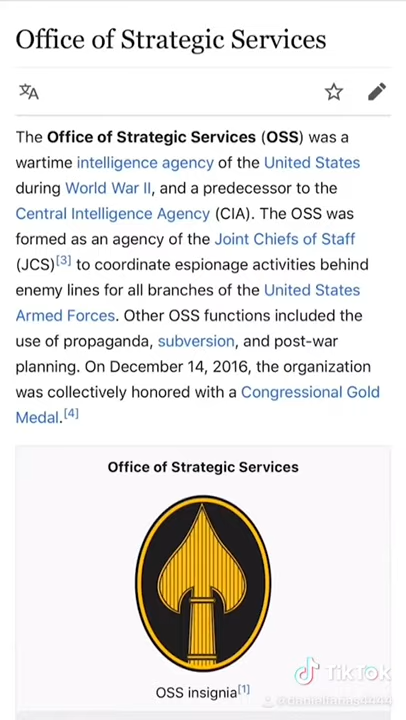 Office of Strategic Services
The Office of Strategic Services (OSS) was a
wartime intelligence agency of the United States
during World War II, and a predecessor to the
Central Intelligence Agency (CIA). The OSS was
formed as an agency of the Joint Chiefs of Staff
(JCS)[3] to coordinate espionage activities behind
enemy lines for all branches of the United States
Armed Forces. Other OSS functions included the
use of propaganda, subversion, and post-war
planning. On December 14, 2016, the organization
was collectively honored with a Congressional Gold
Medal.[4]
Office of Strategic Services
OSS insignia[1]
TikTok